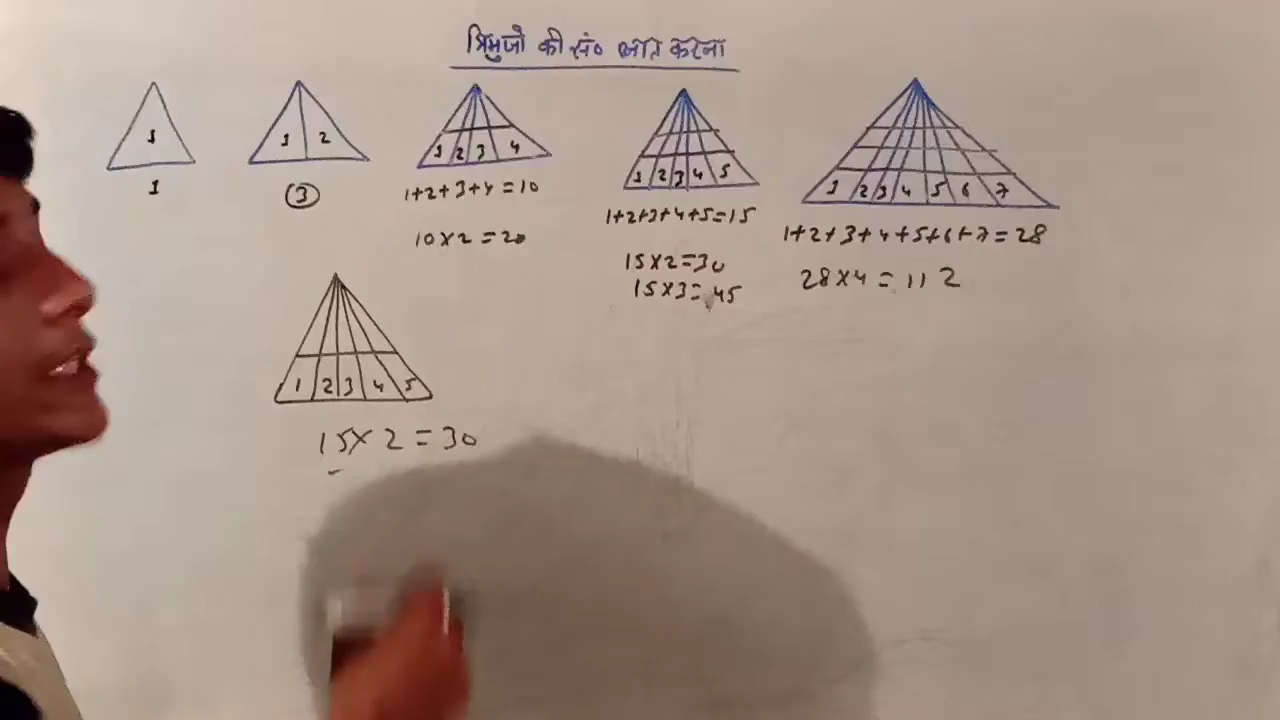 त्रिभुजो की सं० ज्ञात करना
1
1 2
1 2 3 4
1 2 3 4 5
1 2 3 4 5 6 7
1
3
1+2+3+4=10
10×2=20
1+2+3+4+5=15
15×2=30
15×3=45
1+2+3+4+5+6+7=28
28×4=112
1 2 3 4 5
15×2=30